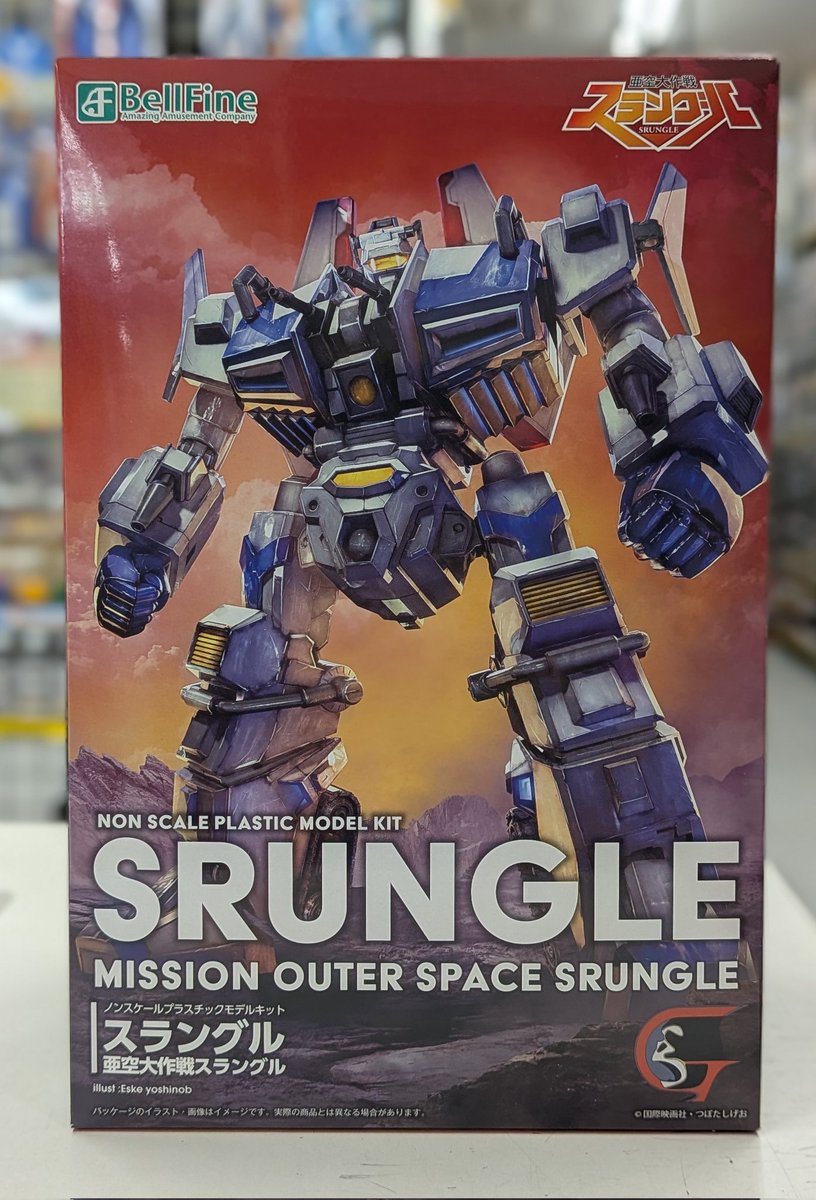 BellFine
Amazing Amusement Company
亜空大作戦
スラングル
SRUNGLE
NON SCALE PLASTIC MODEL KIT
SRUNGLE
MISSION OUTER SPACE SRUNGLE
ノンスケールプラスチックモデルキット
スラングル
亜空大作戦スラングル
illust :Eske yoshinob
パッケージのイラスト・画像はイメージです。実際の商品とは異なる場合があります。
©国際映画社・つぼたしげお